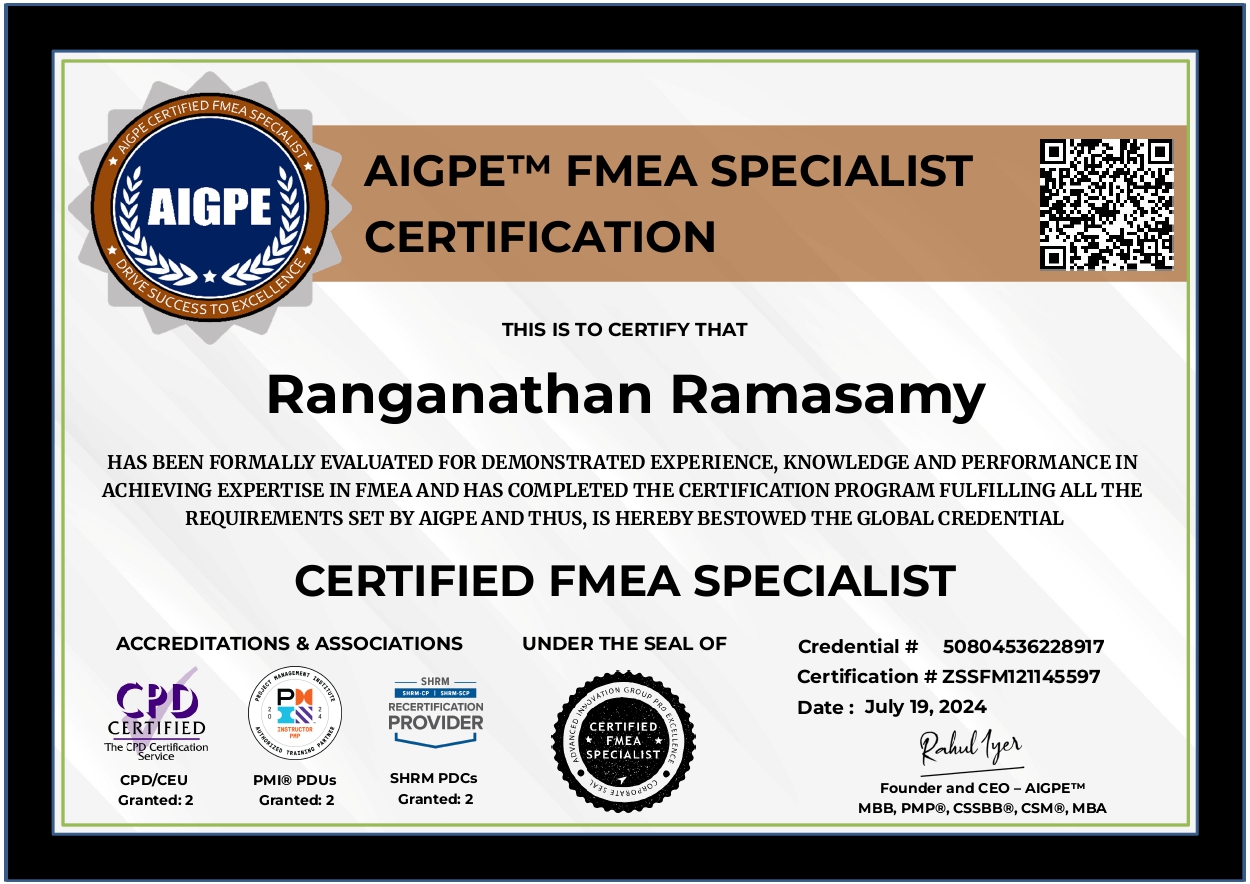 AIGPE CERTIFIED FMEA SPECIALIST
AIGPE
DRIVE SUCCESS TO EXCELLENCE
AIGPE™ FMEA SPECIALIST
CERTIFICATION
THIS IS TO CERTIFY THAT
Ranganathan Ramasamy
HAS BEEN FORMALLY EVALUATED FOR DEMONSTRATED EXPERIENCE, KNOWLEDGE AND PERFORMANCE IN
ACHIEVING EXPERTISE IN FMEA AND HAS COMPLETED THE CERTIFICATION PROGRAM FULFILLING ALL THE
REQUIREMENTS SET BY AIGPE AND THUS, IS HEREBY BESTOWED THE GLOBAL CREDENTIAL
CERTIFIED FMEA SPECIALIST
ACCREDITATIONS & ASSOCIATIONS
CPD
CERTIFIED
The CPD Certification
Service
CPD/CEU
Granted: 2
PROJECT MANAGEMENT INSTITUTE
PM
20 24
INSTRUCTOR
PMP
AUTHORIZED TRAINING PARTNER
PMI® PDUs
Granted: 2
SHRM
SHRM-CP | SHRM-SCP
RECERTIFICATION
PROVIDER
SHRM PDCs
Granted: 2
UNDER THE SEAL OF
ADVANCED INNOVATION GROUP PRO EXCELLENCE
CERTIFIED
FMEA
SPECIALIST
CORPORATE SEAL
Credential # 50804536228917
Certification # ZSSFM121145597
Date : July 19, 2024
Rahul Iyer
Founder and CEO – AIGPE™
MBB, PMP®, CSSBB®, CSM®, MBA